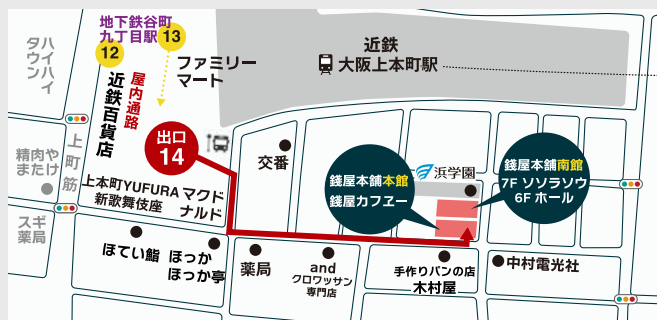 地下鉄谷町
九丁目駅
13
12
ハイハイ
タウン
ファミリー
マート
近鉄
大阪上本町駅
屋内通路
近鉄百貨店
出口
14
上町筋
精肉やま
たけ
上本町YUFURA
新歌舞伎座
マクド
ナルド
スギ
薬局
交番
浜学園
銭屋本舗本館
銭屋カフヱー
銭屋本舗南館
7F ソソラソウ
6F ホール
ほてい鮨
ほっか
ほっか亭
薬局
and
クロワッサン
専門店
手作りパンの店
木村屋
中村電光社